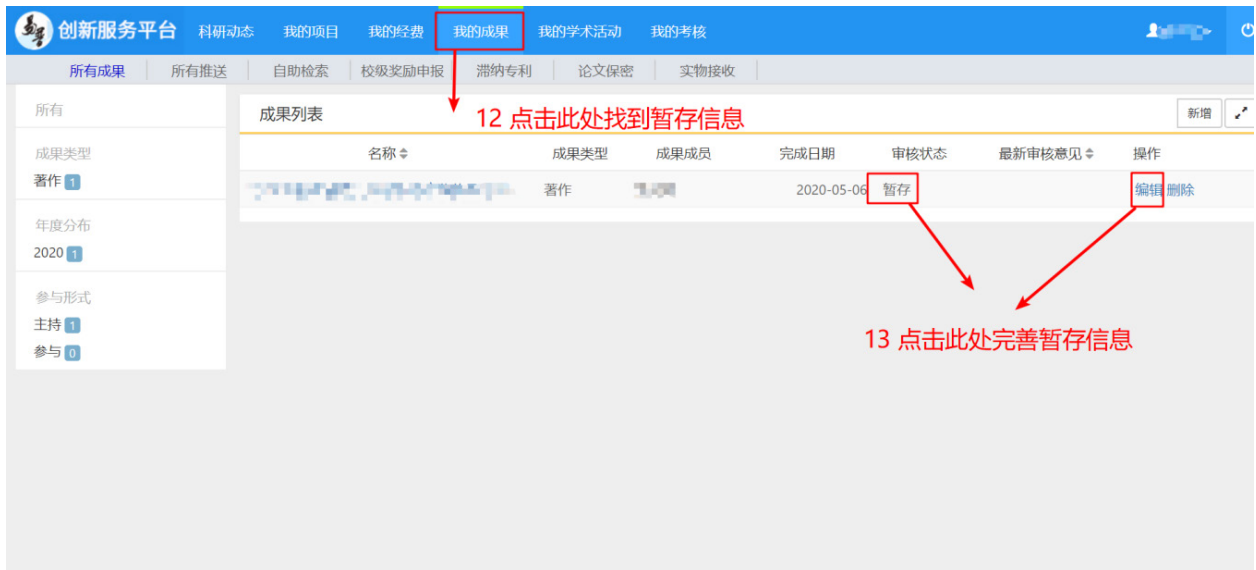 创新服务平台 科研动态 我的项目 我的经费 我的成果 我的学术活动 我的考核
所有成果 所有推送 自助检索 校级奖励申报 滞纳专利 论文保密 实物接收
所有
成果列表
12 点击此处找到暂存信息
新增
成果类型
名称 成果类型 成果成员 完成日期 审核状态 最新审核意见 操作
著作 1
著作 2020-05-06 暂存 编辑 删除
年度分布
2020 1
参与形式
主持 1
13 点击此处完善暂存信息
参与 0